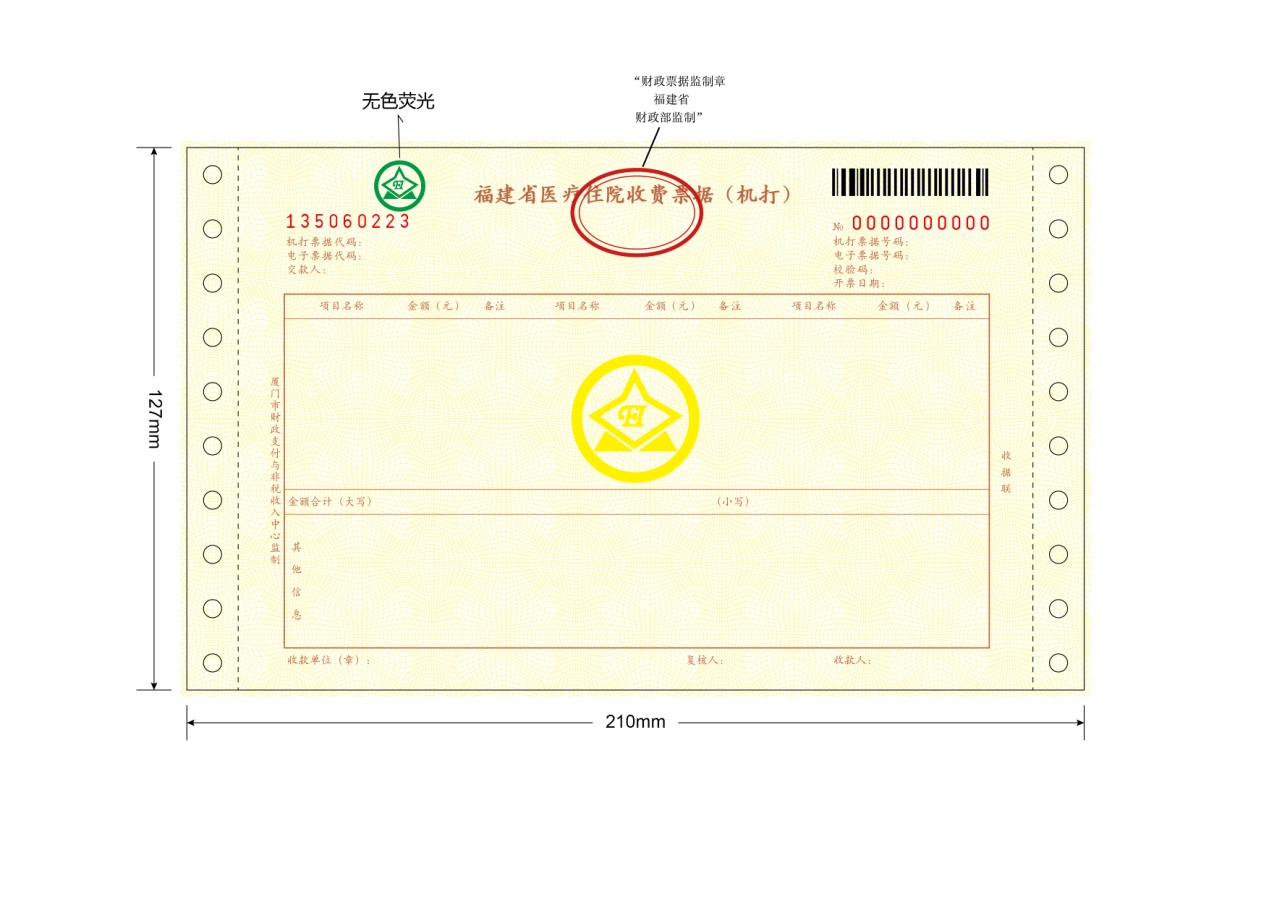 “财政票据监制章
福建省
财政部监制”
无色荧光
福建省医疗住院收费票据（机打）
135060223
№ 0000000000
机打票据代码：
电子票据代码：
交款人：
机打票据号码：
电子票据号码：
校验码：
开票日期：
项目名称 金额（元） 备注 项目名称 金额（元） 备注 项目名称 金额（元） 备注
厦门市财政支付与非税收入中心监制
收据联
金额合计（大写） （小写）
其他信息
收款单位（章）： 复核人： 收款人：
127mm
210mm